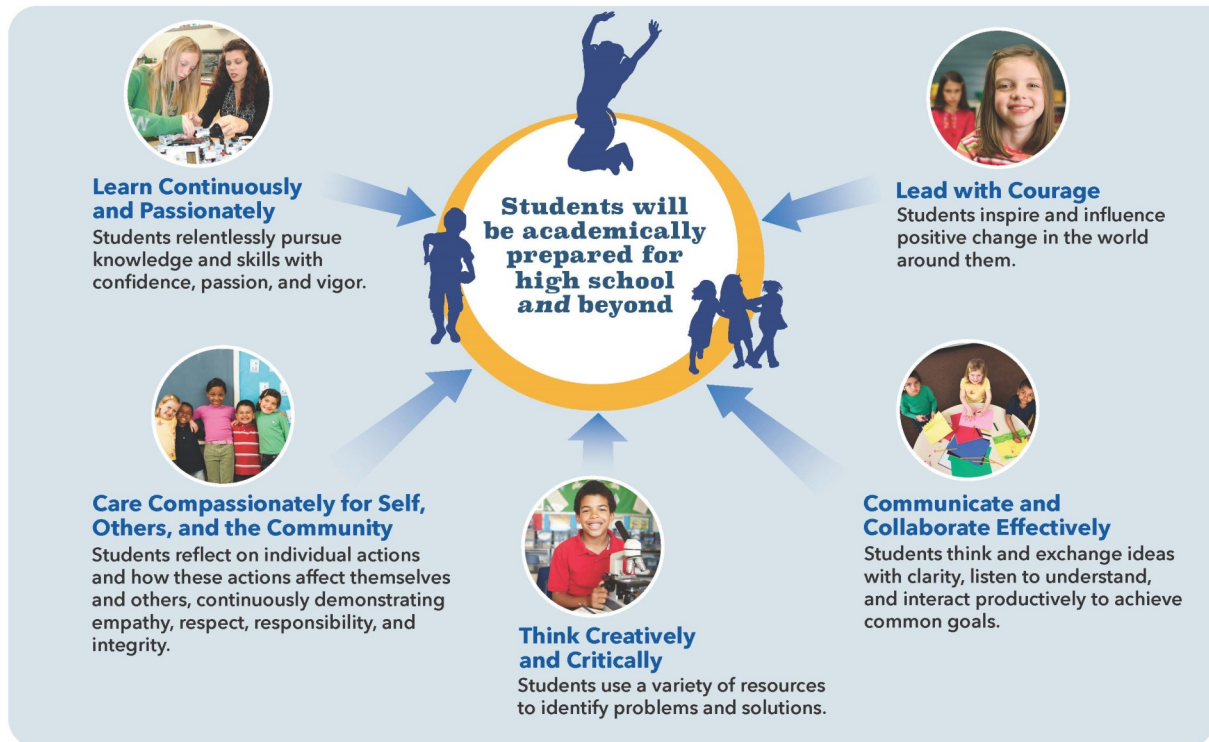 Students will
be academically
prepared for
high school
and beyond
Learn Continuously
and Passionately
Students relentlessly pursue
knowledge and skills with
confidence, passion, and vigor.
Lead with Courage
Students inspire and influence
positive change in the world
around them.
Care Compassionately for Self,
Others, and the Community
Students reflect on individual actions
and how these actions affect themselves
and others, continuously demonstrating
empathy, respect, responsibility, and
integrity.
Think Creatively
and Critically
Students use a variety of resources
to identify problems and solutions.
Communicate and
Collaborate Effectively
Students think and exchange ideas
with clarity, listen to understand,
and interact productively to achieve
common goals.